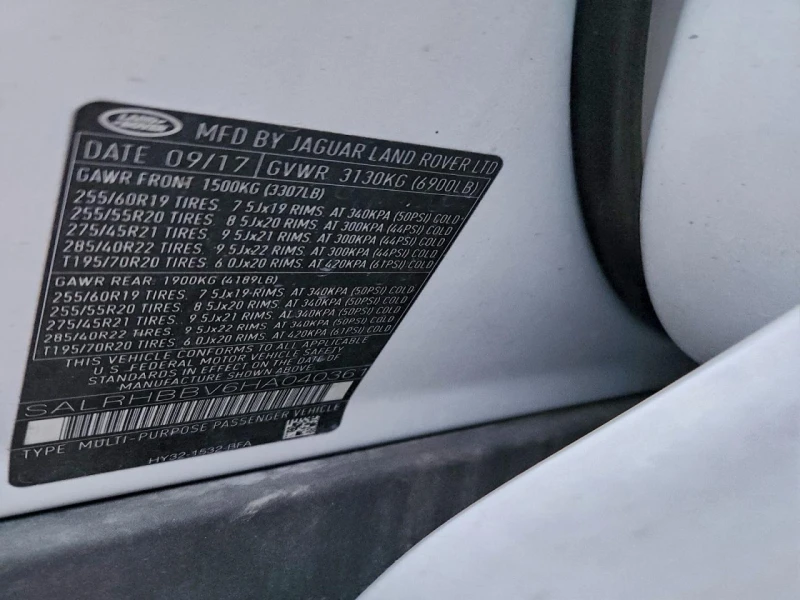 LAND ROVER
MFD BY JAGUAR LAND ROVER LTD
DATE 09/17 GVWR 3130KG (6900LB)
GAWR FRONT 1500KG (3307LB)
255/60R19 TIRES. 7.5Jx19 RIMS. AT 340KPA (50PSI) COLD
255/55R20 TIRES. 8.5Jx20 RIMS. AT 300KPA (44PSI) COLD
275/45R21 TIRES. 9.5Jx21 RIMS. AT 300KPA (44PSI) COLD
285/40R22 TIRES. 9.5Jx22 RIMS. AT 300KPA (44PSI) COLD
T195/70R20 TIRES. 6.0Jx20 RIMS. AT 420KPA (61PSI) COLD
GAWR REAR: 1900KG (4189LB)
255/60R19 TIRES. 7.5Jx19 RIMS. AT 340KPA (50PSI) COLD
255/55R20 TIRES. 8.5Jx20 RIMS. AT 340KPA (50PSI) COLD
275/45R21 TIRES. 9.5Jx21 RIMS. AT 340KPA (50PSI) COLD
285/40R22 TIRES. 9.5Jx22 RIMS. AT 340KPA (50PSI) COLD
T195/70R20 TIRES. 6.0Jx20 RIMS. AT 420KPA (61PSI) COLD
THIS VEHICLE CONFORMS TO ALL APPLICABLE
U.S. FEDERAL MOTOR VEHICLE SAFETY
STANDARDS IN EFFECT ON THE DATE OF
MANUFACTURE SHOWN ABOVE.
SALRHBBV6HA040361
TYPE MULTI-PURPOSE PASSENGER VEHICLE
HY32-1532-BFA